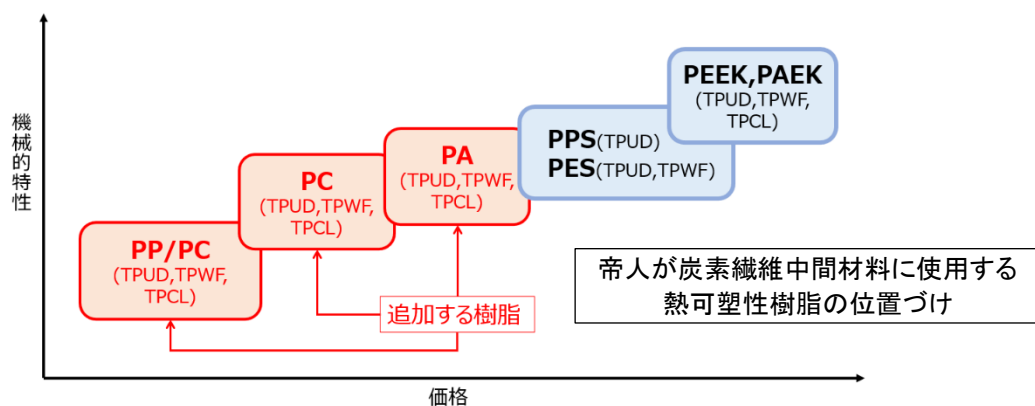 機械的特性
PEEK,PAEK
(TPUD,TPWF,
TPCL)
PPS(TPUD)
PES(TPUD,TPWF)
PA
(TPUD,TPWF,
TPCL)
PC
(TPUD,TPWF,
TPCL)
PP/PC
(TPUD,TPWF,
TPCL)
追加する樹脂
帝人が炭素繊維中間材料に使用する
熱可塑性樹脂の位置づけ
価格